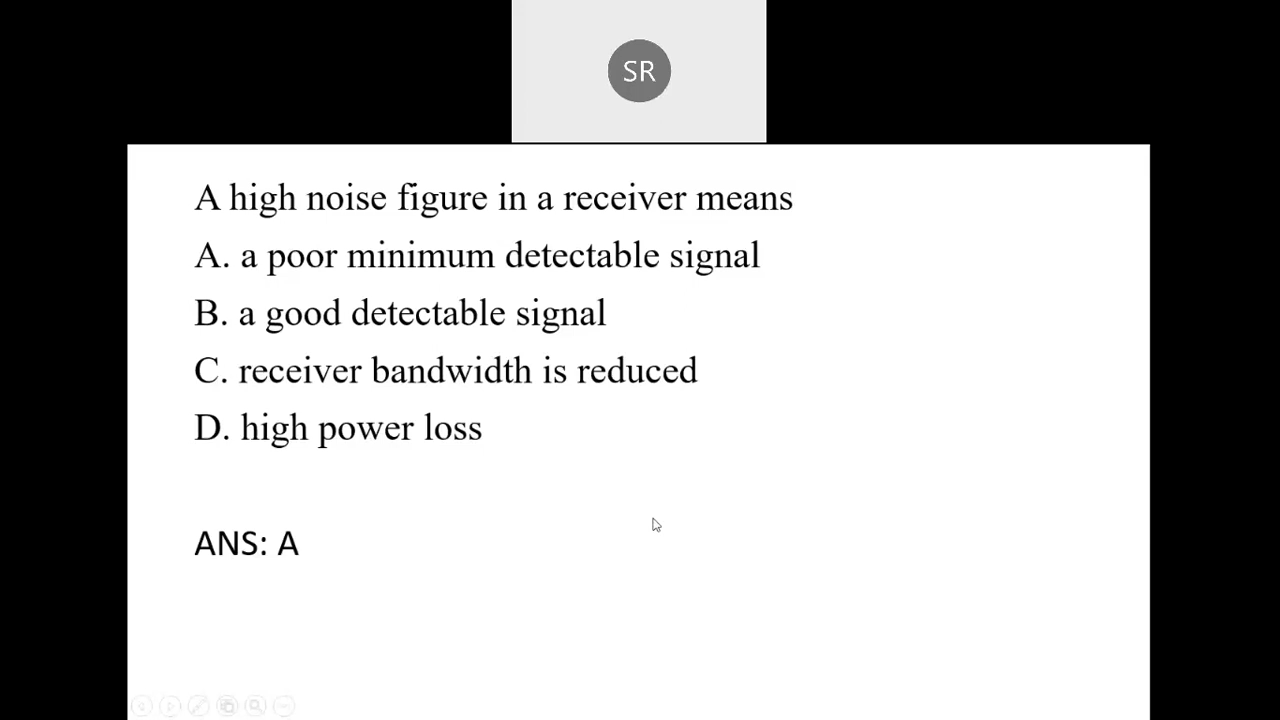 SR
A high noise figure in a receiver means
A. a poor minimum detectable signal
B. a good detectable signal
C. receiver bandwidth is reduced
D. high power loss
ANS: A